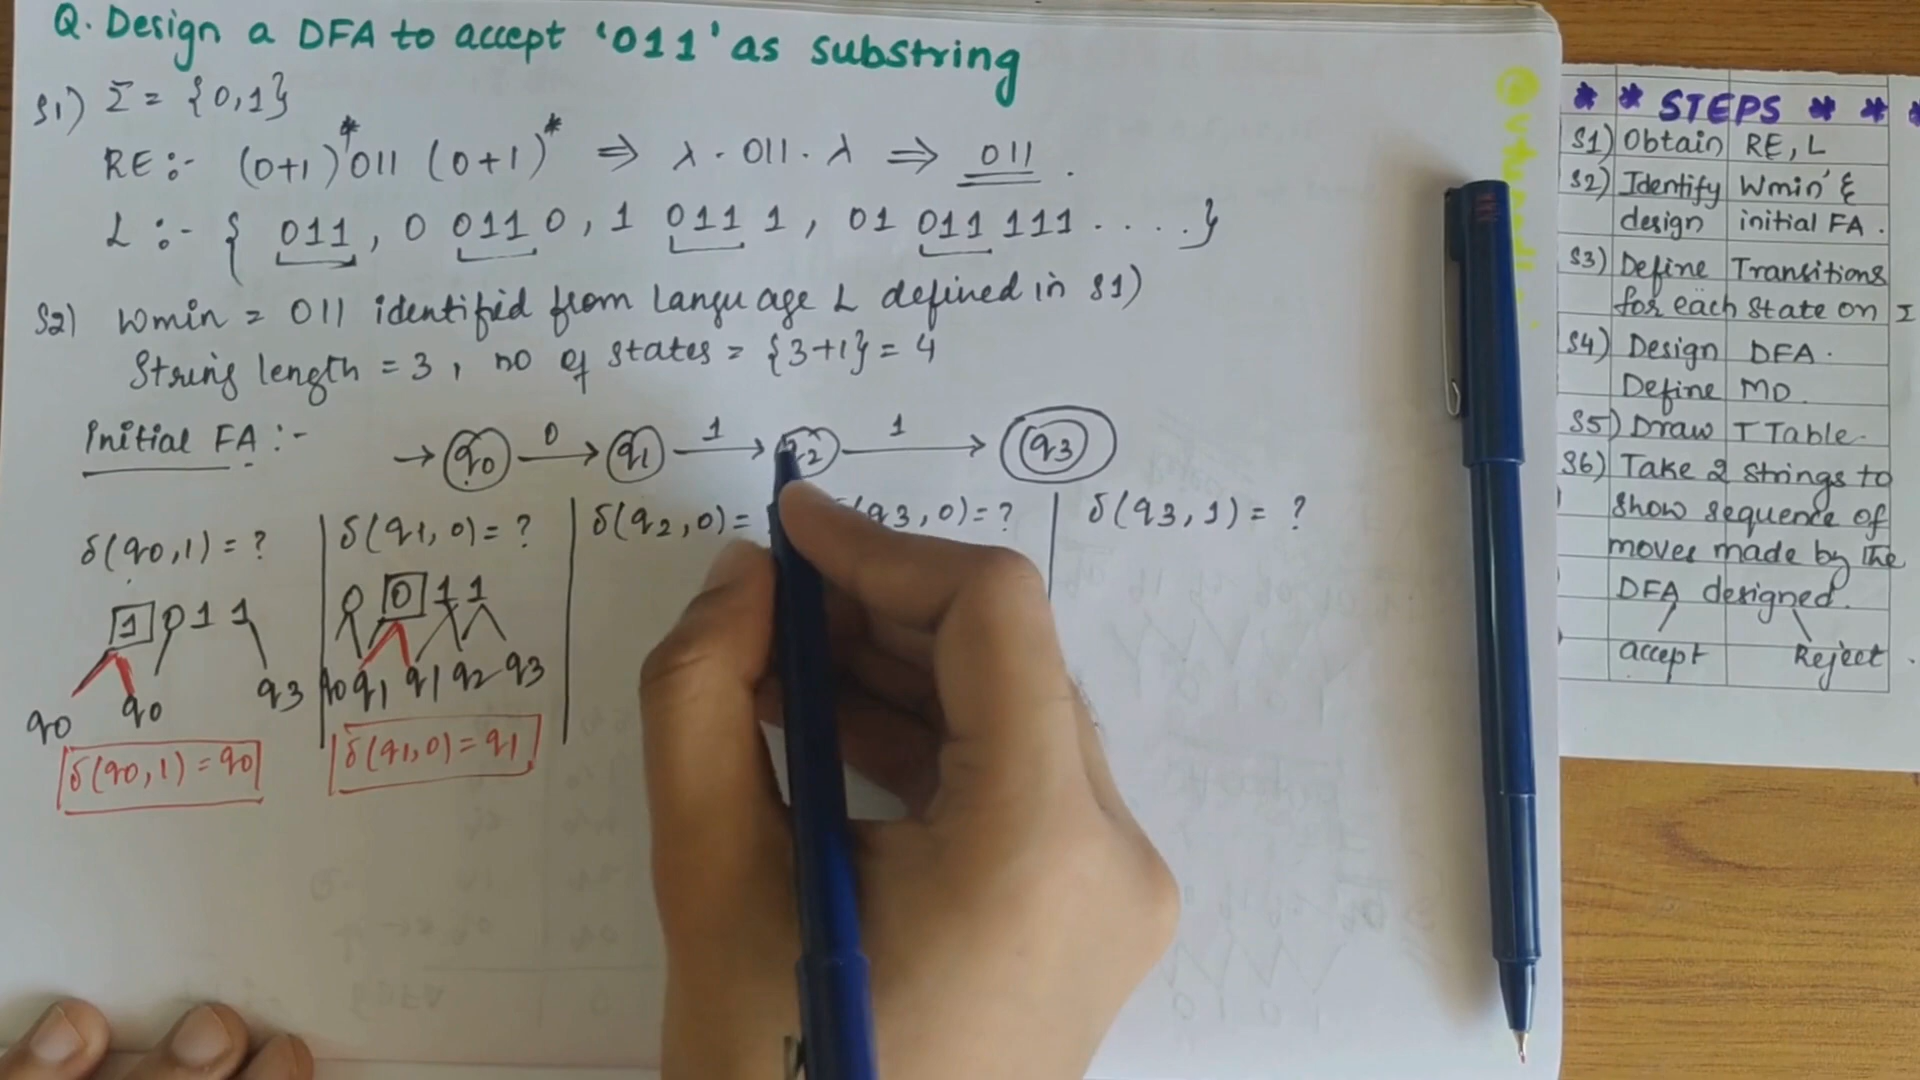 Q. Design a DFA to accept '011' as substring
S1) Σ = {0,1}
RE :- (0+1)*011 (0+1)* ⇒ λ · 011 · λ ⇒ 011 .
L :- { 011 , 0 011 0 , 1 011 1 , 01 011 111 . . . . }
S2) Wmin = 011 identified from Language L defined in S1)
String length = 3 , no of states = {3+1} = 4
Initial FA :- → q0 0 → q1 1 → q2 1 → q3
δ(q0,1) = ? δ(q1,0) = ? δ(q2,0) = δ(q3,0) = ? δ(q3,1) = ?
1 0 1 1 0 0 1 1
q0 q0 q3 q0 q1 q1 q2 q3
δ(q0,1) = q0 δ(q1,0) = q1
* * STEPS * * *
S1) Obtain RE, L
S2) Identify Wmin &
design initial FA .
S3) Define Transitions
for each state on I
S4) Design DFA .
Define MD .
S5) Draw T Table .
S6) Take 2 strings to
show sequence of
moves made by the
DFA designed.
accept Reject .